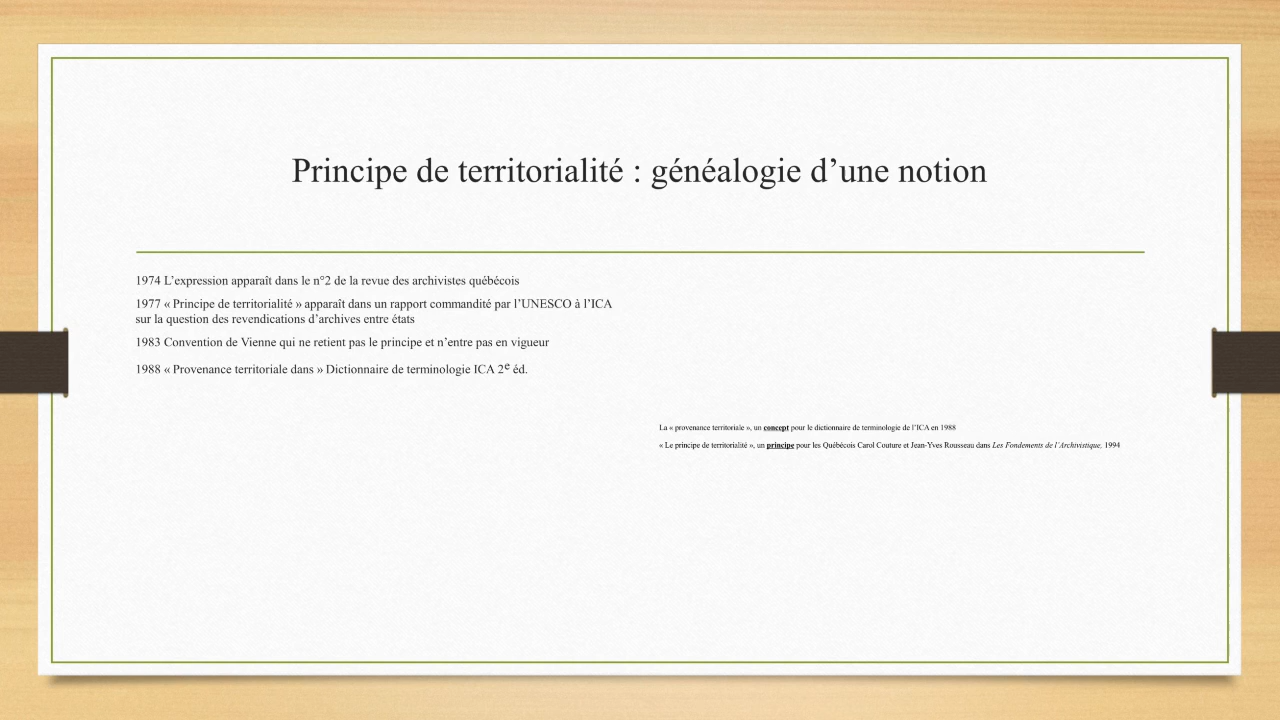 Principe de territorialité : généalogie d’une notion
1974 L’expression apparaît dans le n°2 de la revue des archivistes québécois
1977 « Principe de territorialité » apparaît dans un rapport commandité par l’UNESCO à l’ICA
sur la question des revendications d’archives entre états
1983 Convention de Vienne qui ne retient pas le principe et n’entre pas en vigueur
1988 « Provenance territoriale dans » Dictionnaire de terminologie ICA 2e éd.
La « provenance territoriale », un concept pour le dictionnaire de terminologie de l’ICA en 1988
« Le principe de territorialité », un principe pour les Québécois Carol Couture et Jean-Yves Rousseau dans Les Fondements de l’Archivistique, 1994